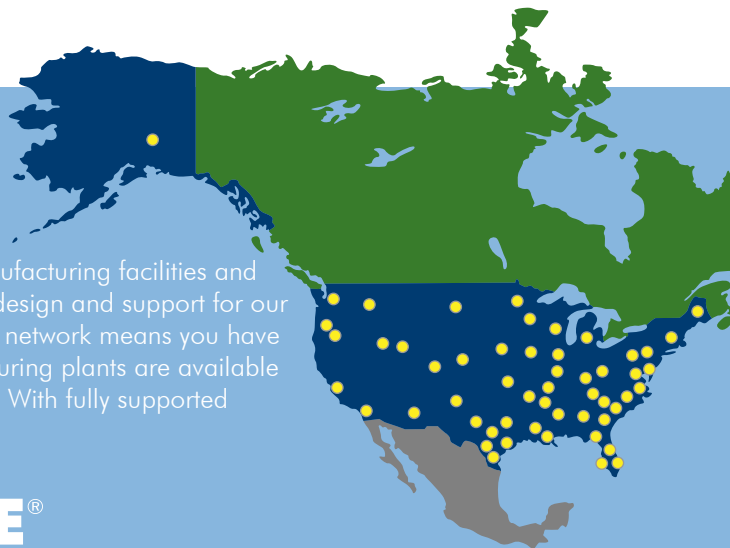 ufacturing facilities and
design and support for our
network means you have
uring plants are available
With fully supported
E®